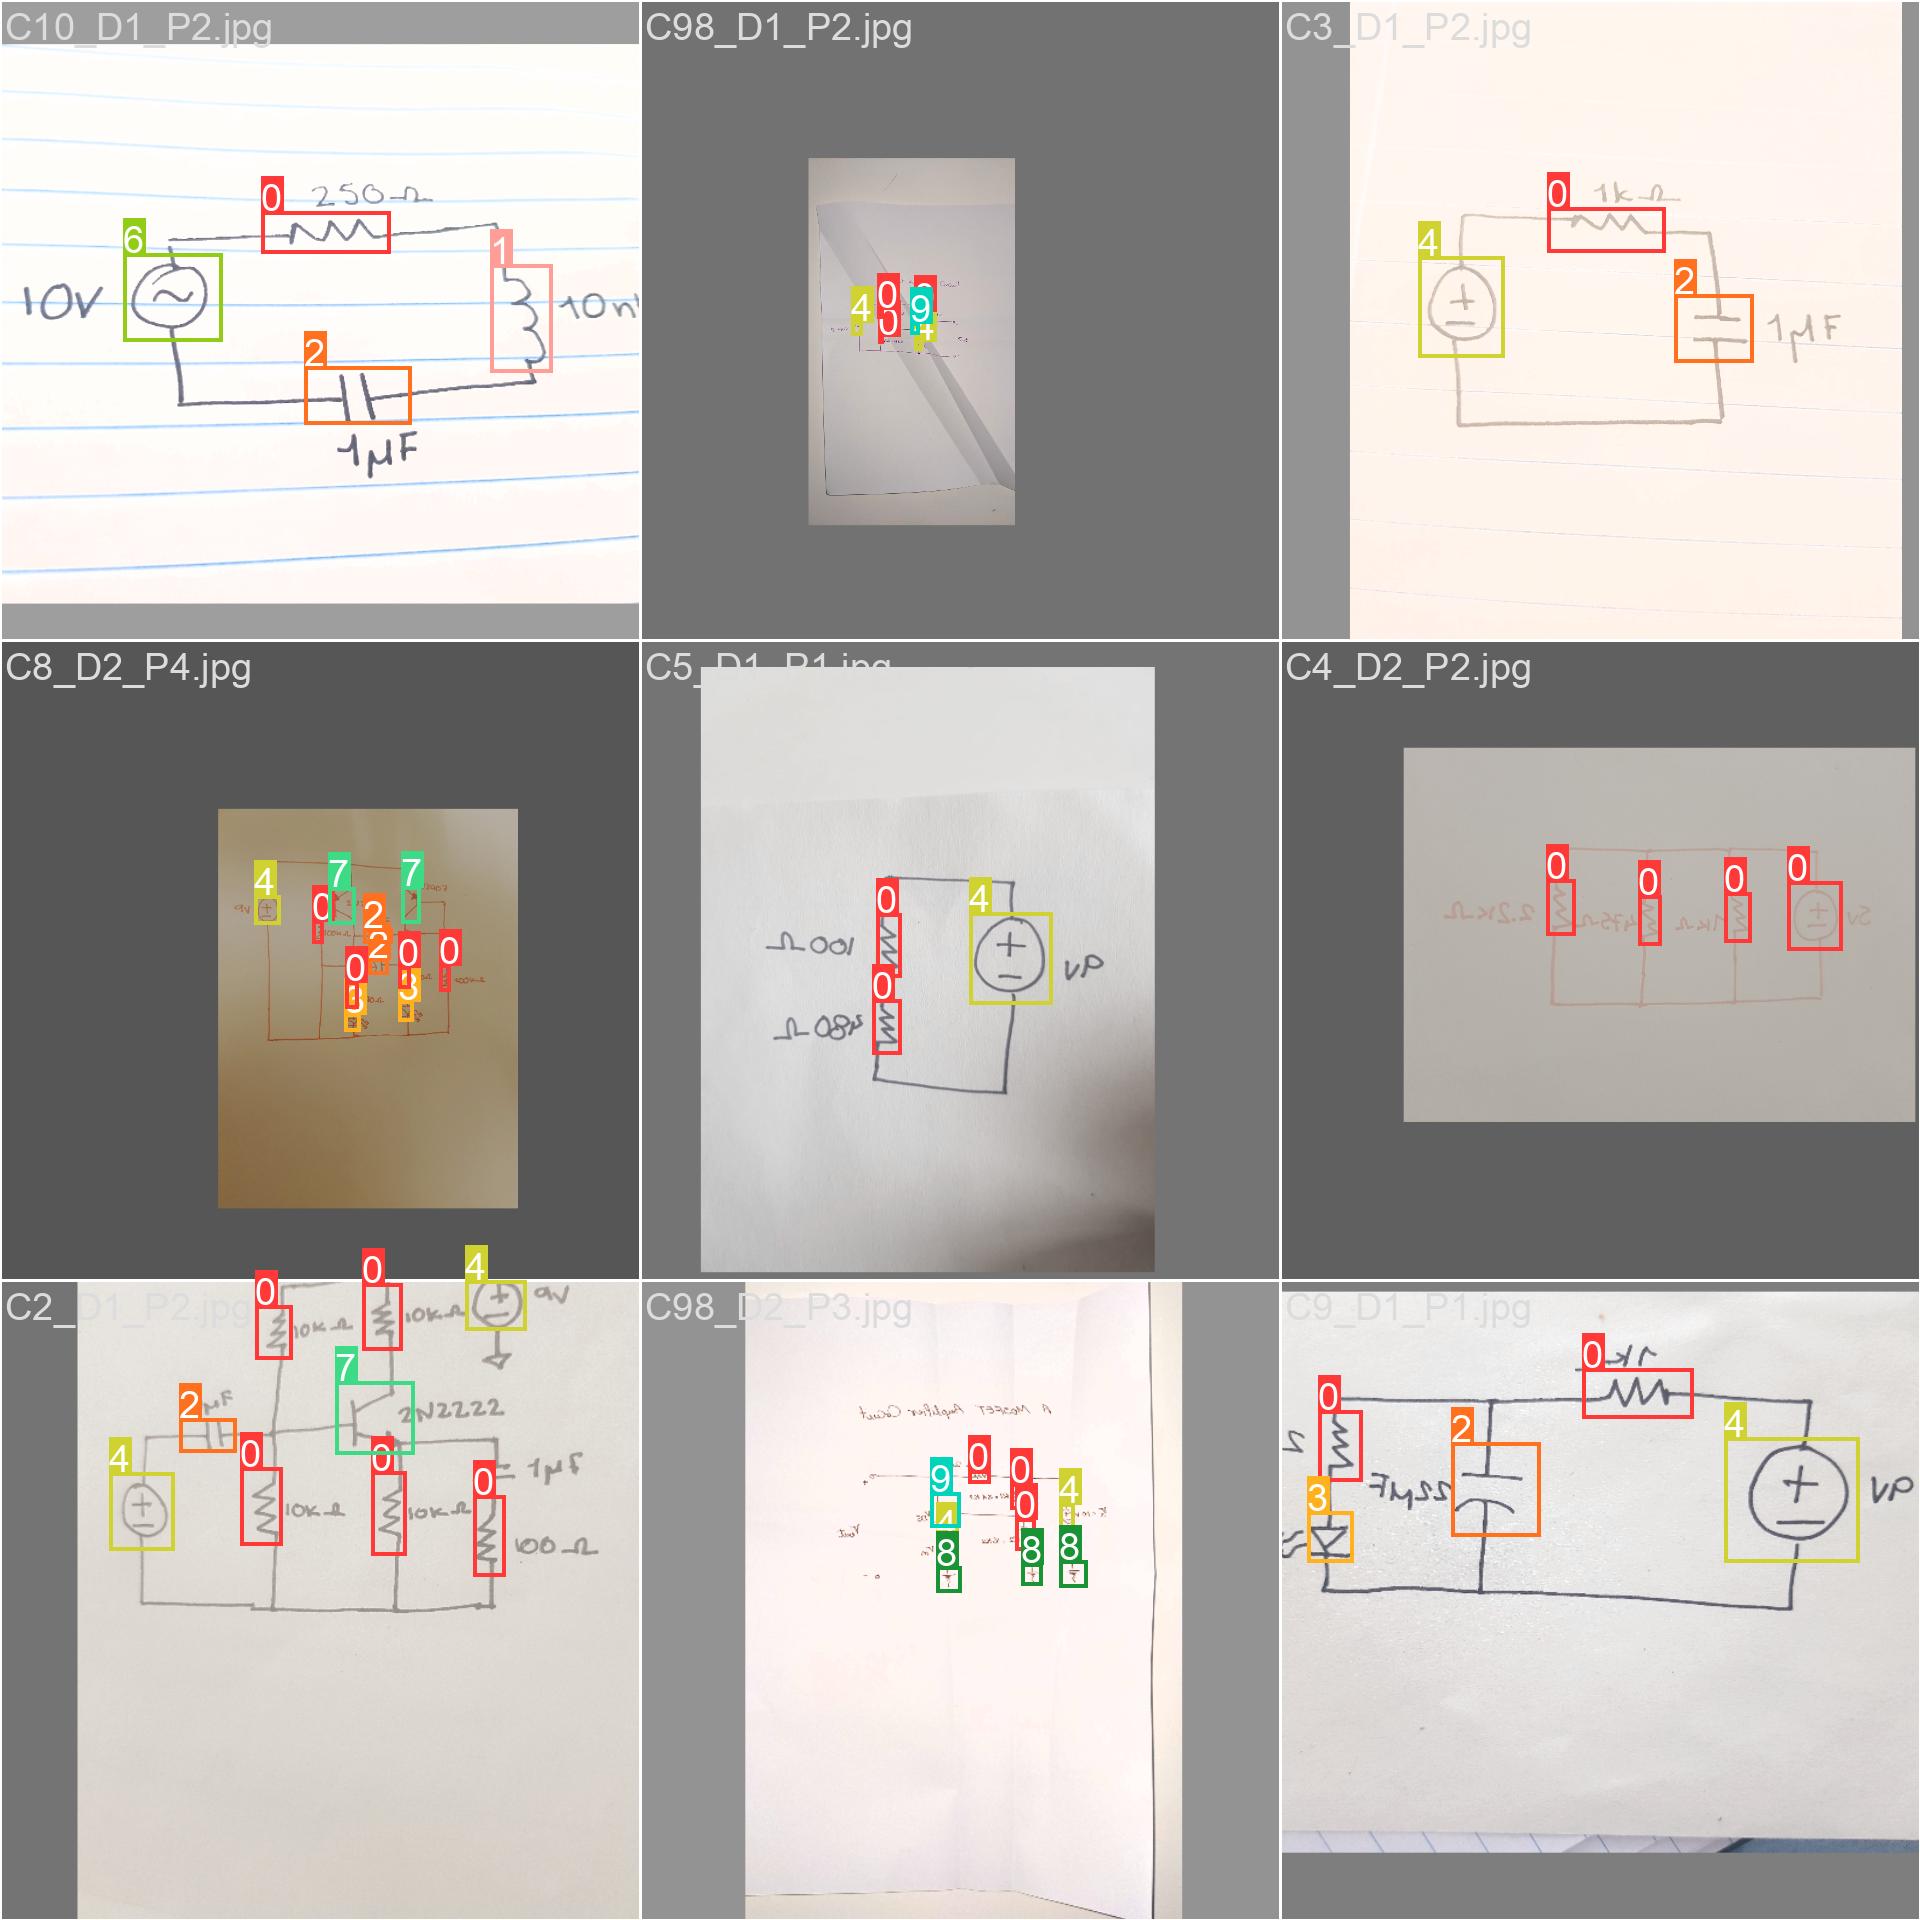 C10_D1_P2.jpg
0
250Ω
6
1
10V
10n
2
1μF
C98_D1_P2.jpg
4
0
0
9
4
C3_D1_P2.jpg
0
1kΩ
4
2
1μF
C8_D2_P4.jpg
4
7
7
9V
0
2
2
0
0
0
3
3
C5_D1_P1.jpg
0
4
100Ω
9V
0
480Ω
C4_D2_P2.jpg
0
0
0
0
2.2KΩ
475Ω
1KΩ
5V
C2_D1_P2.jpg
0
0
4
9V
10KΩ
10KΩ
7
2
μF
2N2222
4
0
0
0
1μF
10KΩ
10KΩ
100Ω
C98_D2_P3.jpg
A MOSFET Amplifier Circuit
0
0
9
4
0
4
Vout
8
8
8
C9_D1_P1.jpg
0
1k
0
2
4
22μF
9V
3